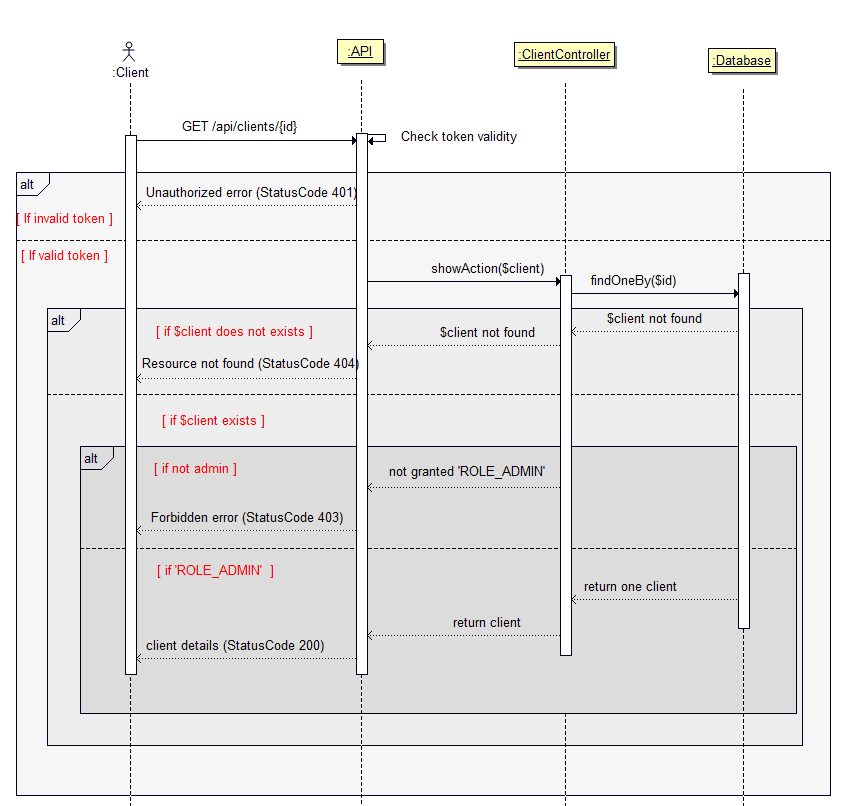 :API
:ClientController
:Database
:Client
GET /api/clients/{id}
Check token validity
alt
Unauthorized error (StatusCode 401)
[ If invalid token ]
[ If valid token ]
showAction($client)
findOneBy($id)
alt
$client not found
[ if $client does not exists ]
$client not found
Resource not found (StatusCode 404)
[ if $client exists ]
alt
[ if not admin ]
not granted 'ROLE_ADMIN'
Forbidden error (StatusCode 403)
[ if 'ROLE_ADMIN'  ]
return one client
return client
client details (StatusCode 200)